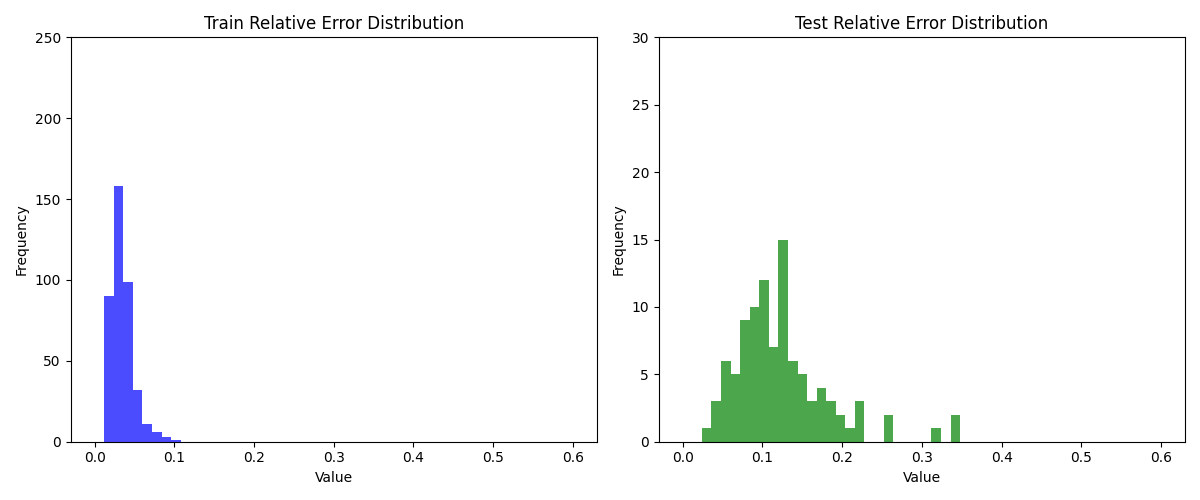 Train Relative Error Distribution
250
200
150
100
50
0
Frequency
0.0 0.1 0.2 0.3 0.4 0.5 0.6
Value
Test Relative Error Distribution
30
25
20
15
10
5
0
Frequency
0.0 0.1 0.2 0.3 0.4 0.5 0.6
Value